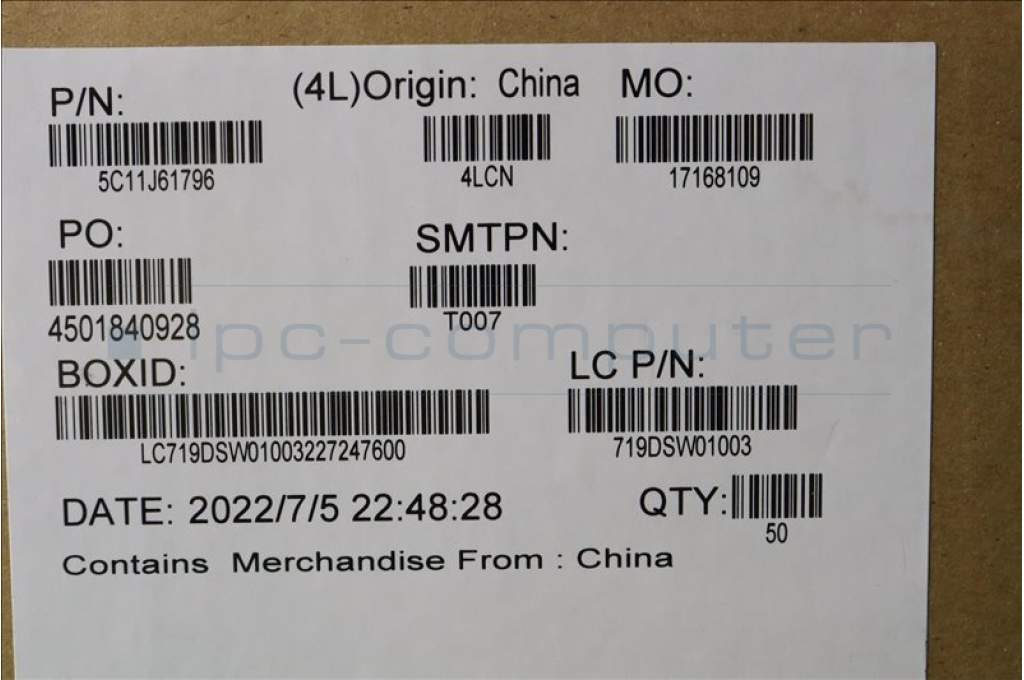 P/N: (4L)Origin: China MO:
5C11J61796 4LCN 17168109
PO: SMTPN:
4501840928 T007
ipc-computer
BOXID: LC P/N:
LC719DSW01003227247600 719DSW01003
DATE: 2022/7/5 22:48:28 QTY:
50
Contains Merchandise From : China